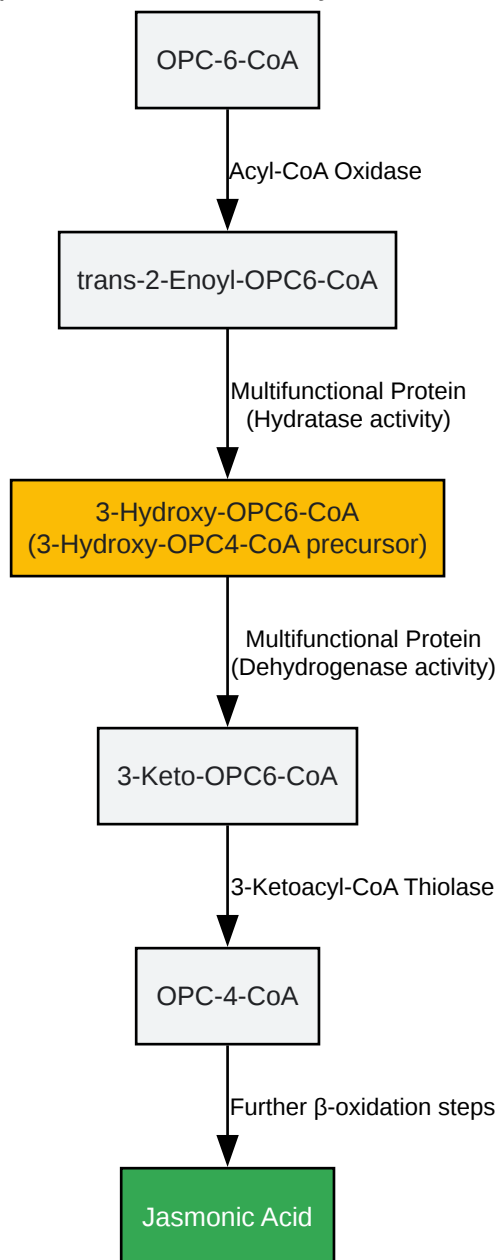 OPC-6-CoA
Acyl-CoA Oxidase
trans-2-Enoyl-OPC6-CoA
Multifunctional Protein
(Hydratase activity)
3-Hydroxy-OPC6-CoA
(3-Hydroxy-OPC4-CoA precursor)
Multifunctional Protein
(Dehydrogenase activity)
3-Keto-OPC6-CoA
3-Ketoacyl-CoA Thiolase
OPC-4-CoA
Further β-oxidation steps
Jasmonic Acid